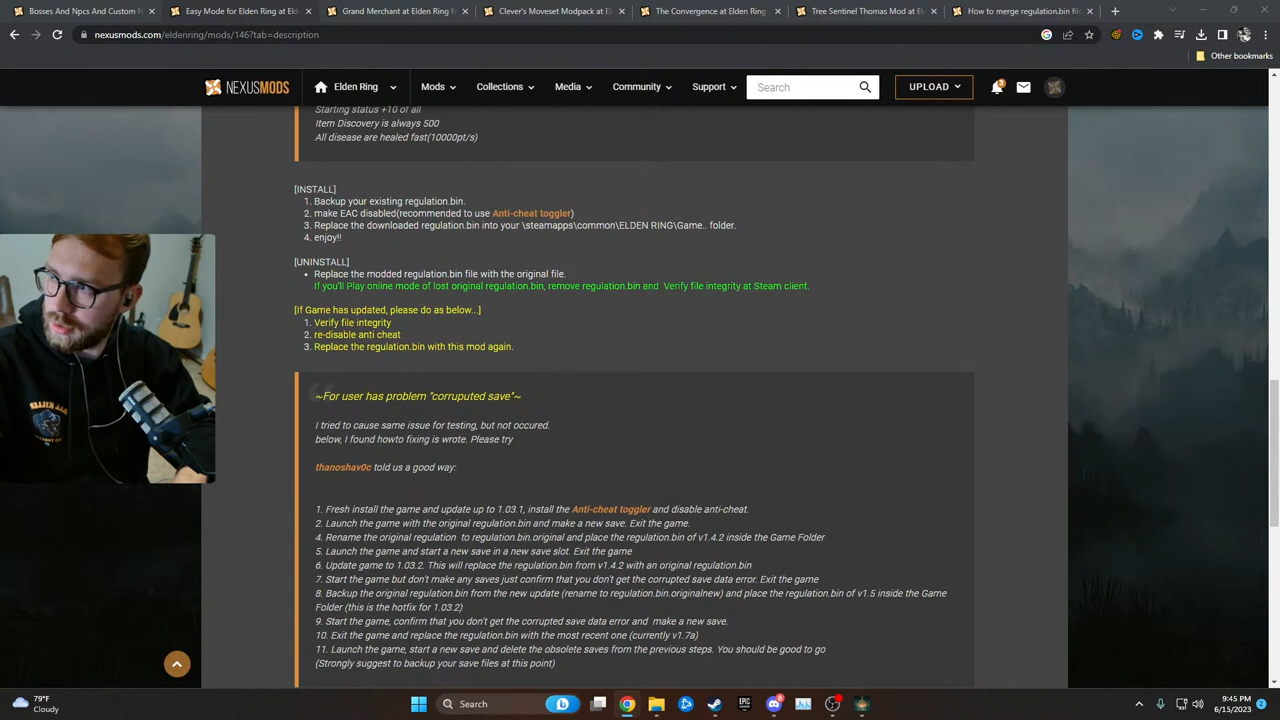 Bosses And Npcs And Custom N
Easy Mode for Elden Ring at Eld
Grand Merchant at Elden Ring N
Clever's Moveset Modpack at E
The Convergence at Elden Ring
Tree Sentinel Thomas Mod at El
How to merge regulation.bin fil
nexusmods.com/eldenring/mods/146?tab=description
Other bookmarks
NEXUSMODS
Elden Ring
Mods
Collections
Media
Community
Support
Search
UPLOAD
3
Starting status +10 of all
Item Discovery is always 500
All disease are healed fast(10000pt/s)
[INSTALL]
1. Backup your existing regulation.bin.
2. make EAC disabled(recommended to use Anti-cheat toggler)
3. Replace the downloaded regulation.bin into your \steamapps\common\ELDEN RING\Game.. folder.
4. enjoy!!
[UNINSTALL]
• Replace the modded regulation.bin file with the original file.
If you'll Play online mode of lost original regulation.bin, remove regulation.bin and Verify file integrity at Steam client.
[If Game has updated, please do as below...]
1. Verify file integrity
2. re-disable anti cheat
3. Replace the regulation.bin with this mod again.
~For user has problem "corruputed save"~
I tried to cause same issue for testing, but not occured.
below, I found howto fixing is wrote. Please try
thanoshav0c told us a good way:
1. Fresh install the game and update up to 1.03.1, install the Anti-cheat toggler and disable anti-cheat.
2. Launch the game with the original regulation.bin and make a new save. Exit the game.
4. Rename the original regulation to regulation.bin.original and place the regulation.bin of v1.4.2 inside the Game Folder
5. Launch the game and start a new save in a new save slot. Exit the game
6. Update game to 1.03.2. This will replace the regulation.bin from v1.4.2 with an original regulation.bin
7. Start the game but don't make any saves just confirm that you don't get the corrupted save data error. Exit the game
8. Backup the original regulation.bin from the new update (rename to regulation.bin.originalnew) and place the regulation.bin of v1.5 inside the Game
Folder (this is the hotfix for 1.03.2)
9. Start the game, confirm that you don't get the corrupted save data error and make a new save.
10. Exit the game and replace the regulation.bin with the most recent one (currently v1.7a)
11. Launch the game, start a new save and delete the obsolete saves from the previous steps. You should be good to go
(Strongly suggest to backup your save files at this point)
79°F
Cloudy
Search
9:45 PM
6/15/2023
2